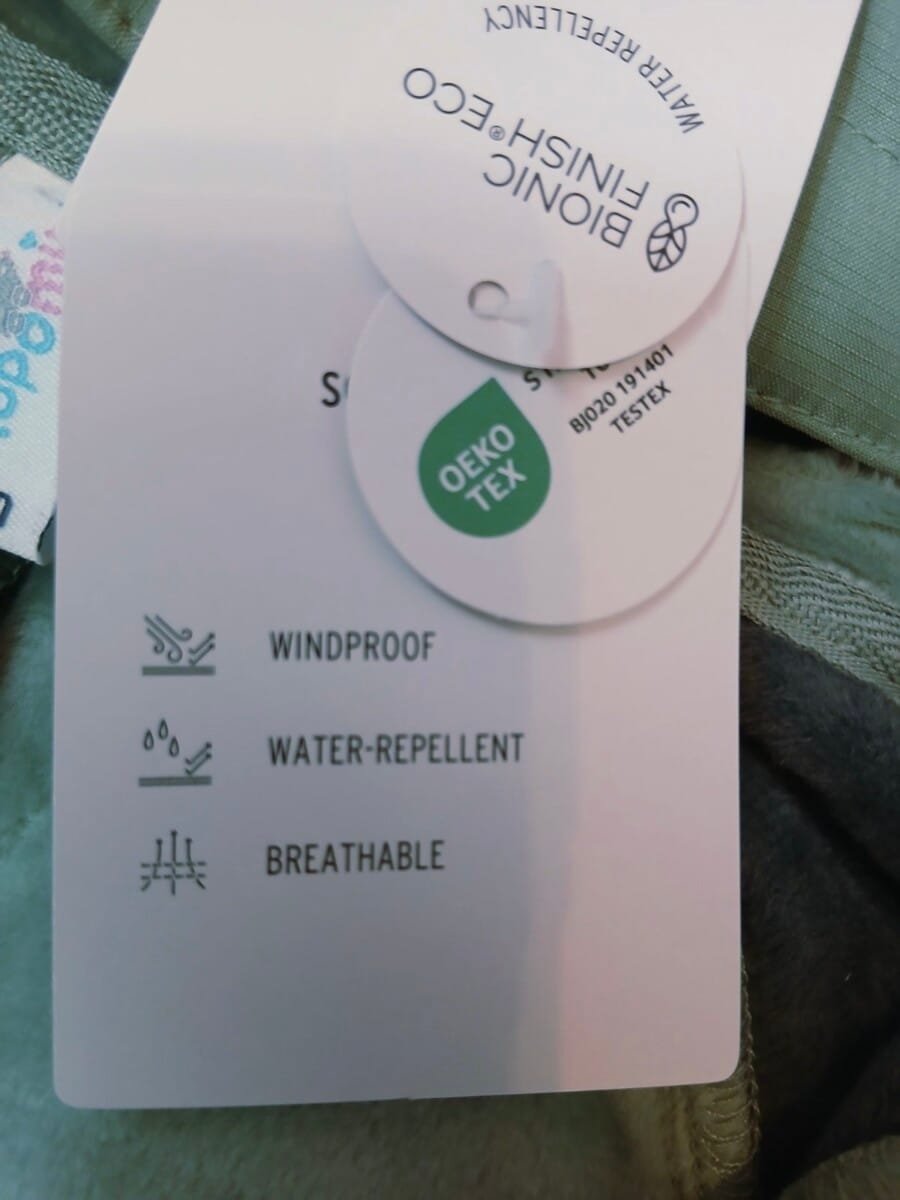 WATER REPELLENCY
BIONIC
FINISH® ECO
BJ020 191401
TESTEX
OEKO
TEX
WINDPROOF
WATER-REPELLENT
BREATHABLE